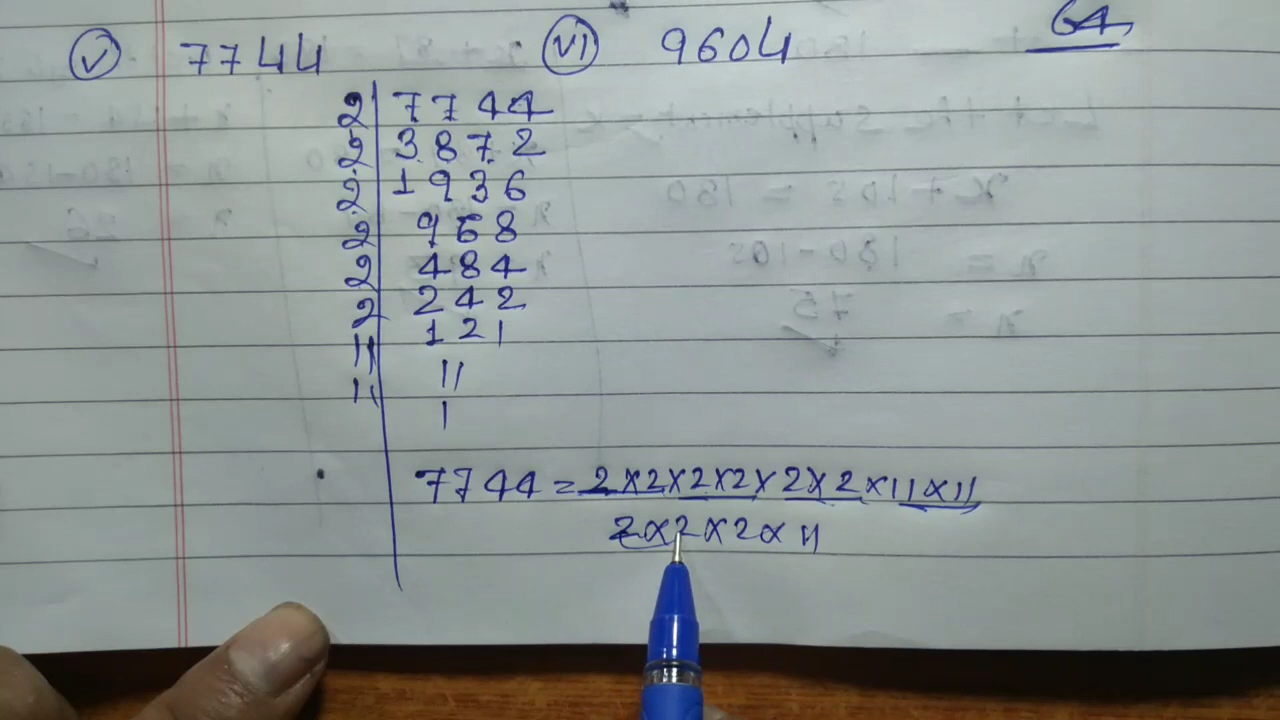 64
(V) 7744 (VI) 9604
2 | 7744
2 | 3872
2 | 1936
2 | 968
2 | 484
2 | 242
11 | 121
11 | 11
1
7744 = 2×2×2×2×2×2×11×11
2×2×2×11